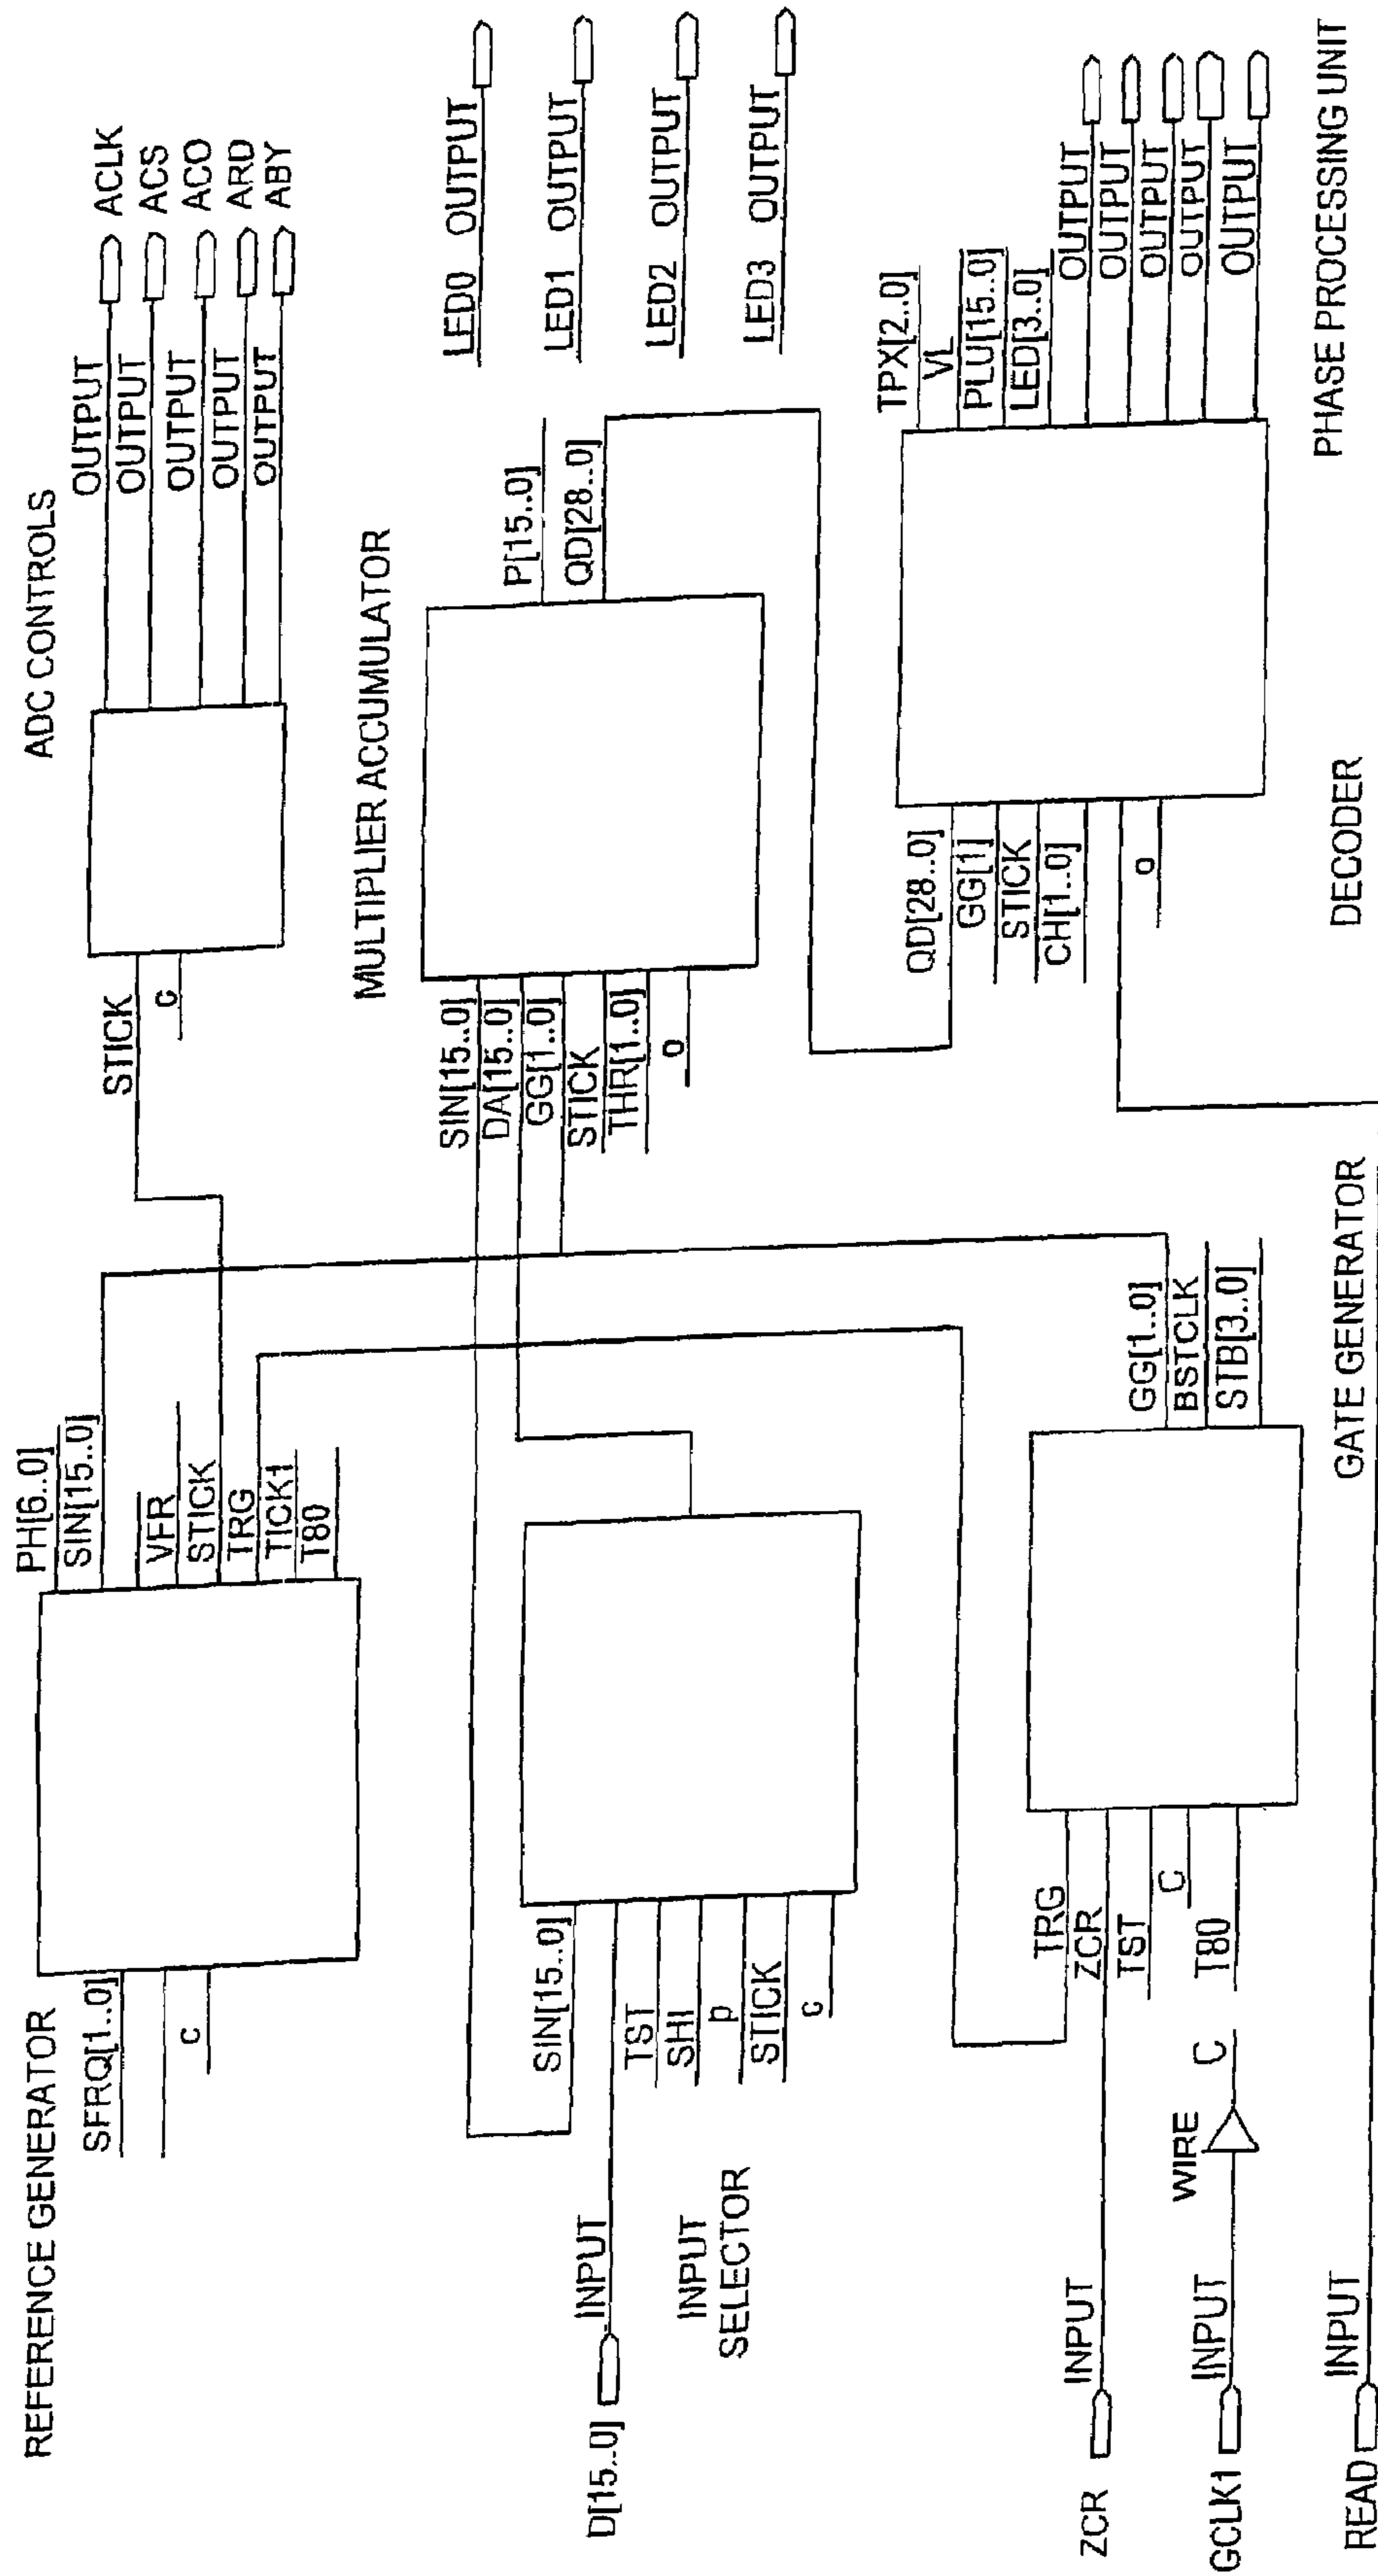 REFERENCE GENERATOR
SFRQ[1..0]
c
PH[6..0]
SIN[15..0]
VFR
STICK
TRG
TICK1
T80
ADC CONTROLS
STICK
c
OUTPUT
OUTPUT
OUTPUT
OUTPUT
OUTPUT
ACLK
ACS
ACO
ARD
ABY
D[15..0]
INPUT
INPUT
SELECTOR
SIN[15..0]
TST
SHI
p
STICK
c
MULTIPLIER ACCUMULATOR
SIN[15..0]
DA[15..0]
GG[1..0]
STICK
THR[1..0]
o
P[15..0]
QD[28..0]
LED0 OUTPUT
LED1 OUTPUT
LED2 OUTPUT
LED3 OUTPUT
ZCR
INPUT
GCLK1
INPUT
WIRE
C
READ
INPUT
TRG
ZCR
TST
C
T80
GG[1..0]
BSTCLK
STB[3..0]
GATE GENERATOR
QD[28..0]
GG[1]
STICK
CH[1..0]
o
DECODER
TPX[2..0]
VL
PLU[15..0]
LED[3..0]
OUTPUT
OUTPUT
OUTPUT
OUTPUT
OUTPUT
PHASE PROCESSING UNIT